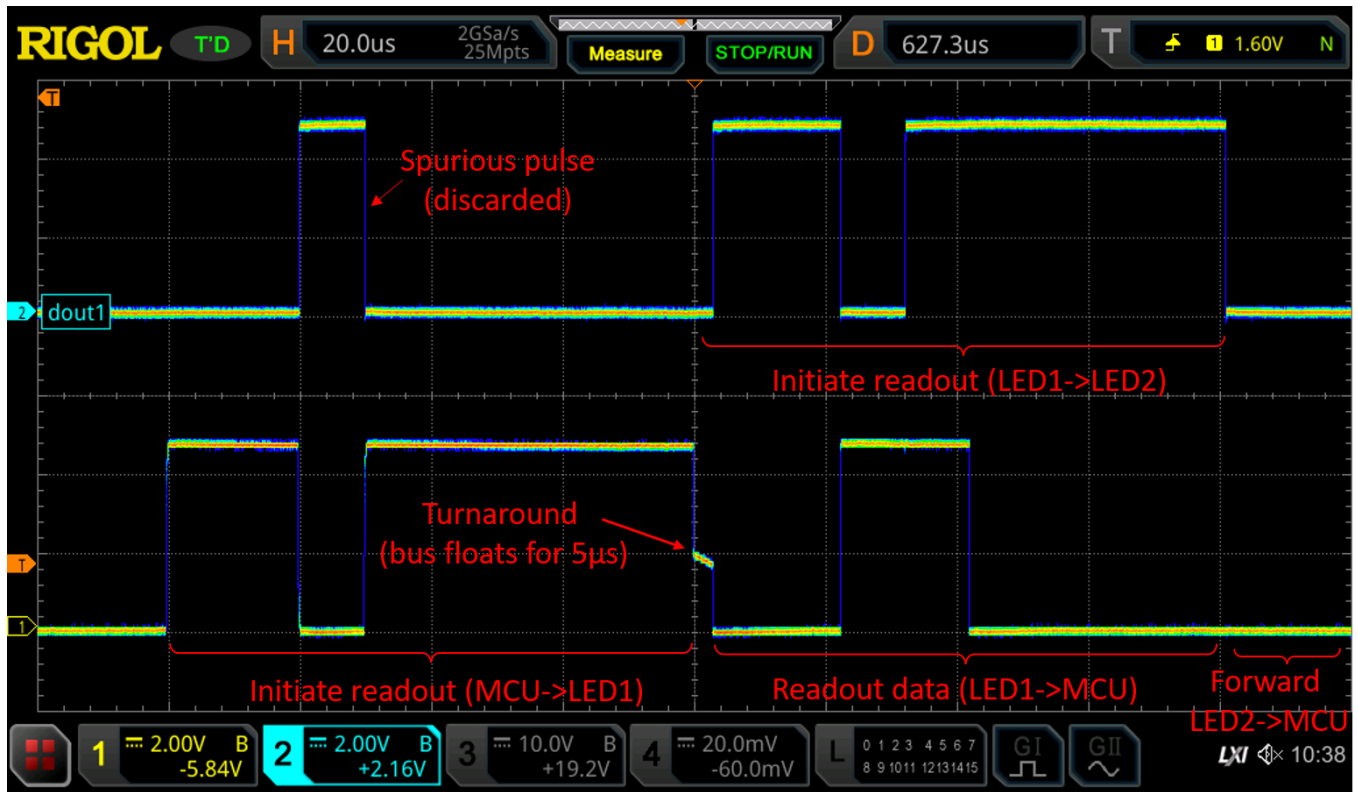 RIGOL T'D H 20.0us 2GSa/s Measure STOP/RUN D 627.3us T 1 1.60V N
25Mpts
T
Spurious pulse
(discarded)
2 dout1
Initiate readout (LED1->LED2)
Turnaround
(bus floats for 5µs)
T
1
Initiate readout (MCU->LED1)
Readout data (LED1->MCU)
Forward
LED2->MCU
1 2.00V B 2 2.00V B 3 10.0V B 4 20.0mV L 0 1 2 3 4 5 6 7 GI GII LXI 10:38
-5.84V +2.16V +19.2V -60.0mV 8 9 10 11 12 13 14 15